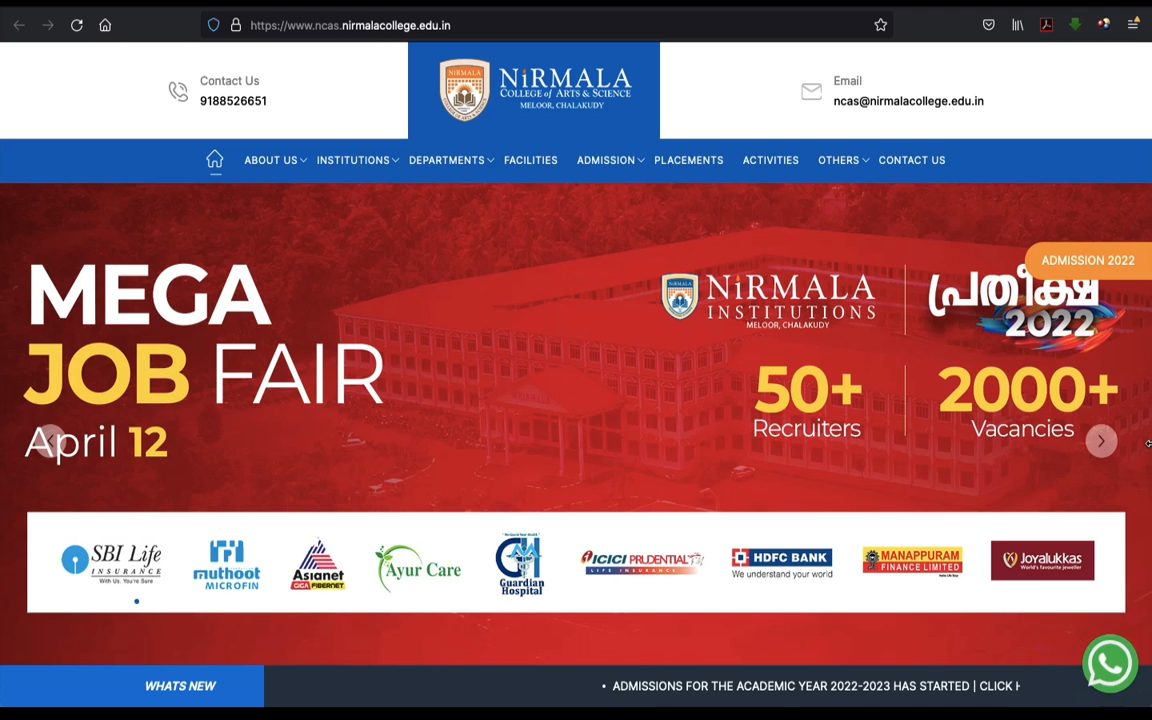 https://www.ncas.nirmalacollege.edu.in
Contact Us
9188526651
NIRMALA
NiRMALA
COLLEGE of ARTS & SCIENCE
MELOOR, CHALAKUDY
Email
ncas@nirmalacollege.edu.in
ABOUT US INSTITUTIONS DEPARTMENTS FACILITIES ADMISSION PLACEMENTS ACTIVITIES OTHERS CONTACT US
ADMISSION 2022
MEGA
JOB FAIR
April 12
NiRMALA
INSTITUTIONS
MELOOR, CHALAKUDY
പ്രതീക്ഷ
2022
50+
Recruiters
2000+
Vacancies
SBI Life
INSURANCE
With Us, You're Sure
muthoot
MICROFIN
Asianet
GIGA FIBERNET
Ayur Care
Guardian
Hospital
ICICI PRUDENTIAL
LIFE INSURANCE
HDFC BANK
We understand your world
MANAPPURAM
FINANCE LIMITED
Joyalukkas
World's favourite jeweller
WHATS NEW
• ADMISSIONS FOR THE ACADEMIC YEAR 2022-2023 HAS STARTED | CLICK